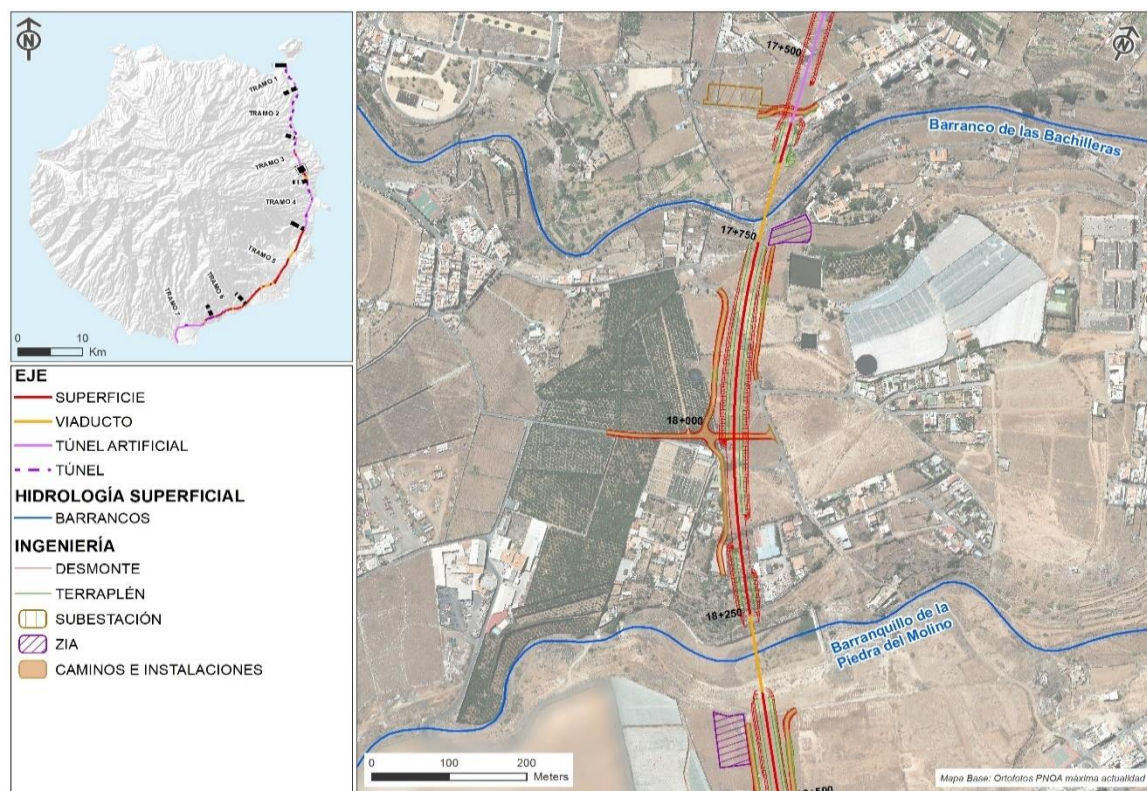 N
TRAMO 1
TRAMO 2
TRAMO 3
TRAMO 4
TRAMO 5
TRAMO 6
TRAMO 7
0 10
Km
EJE
SUPERFICIE
VIADUCTO
TÚNEL ARTIFICIAL
TÚNEL
HIDROLOGÍA SUPERFICIAL
BARRANCOS
INGENIERÍA
DESMONTE
TERRAPLÉN
SUBESTACIÓN
ZIA
CAMINOS E INSTALACIONES
N
17+500
Barranco de las Bachilleras
17+750
18+000
18+250
Barranquillo de la
Piedra del Molino
0 100 200
Meters
Mapa Base: Ortofotos PNOA máxima actualidad